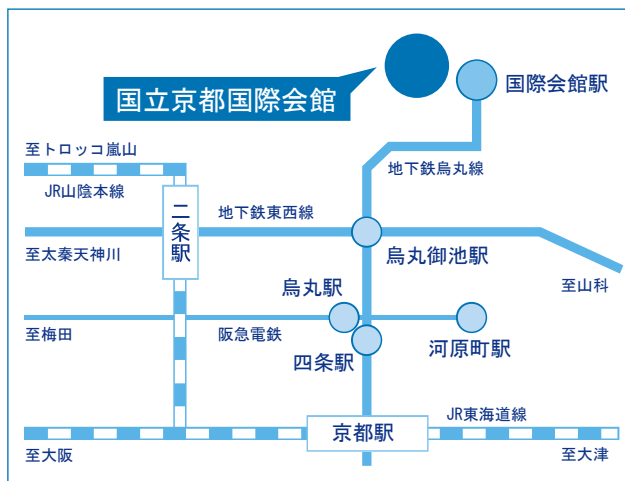 国立京都国際会館
国際会館駅
至トロッコ嵐山
地下鉄烏丸線
JR山陰本線
二条駅
地下鉄東西線
至太秦天神川
烏丸御池駅
至山科
烏丸駅
至梅田
阪急電鉄
四条駅
河原町駅
JR東海道線
京都駅
至大阪
至大津